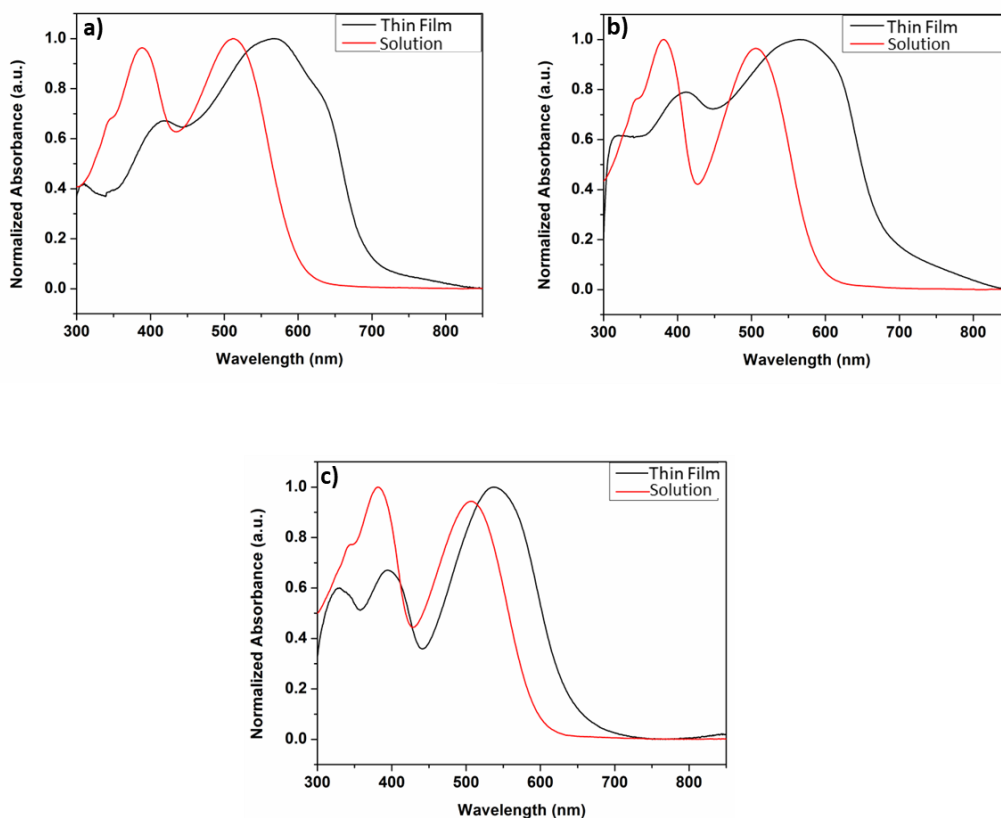 a)
Thin Film
Solution
1.0
0.8
0.6
0.4
0.2
0.0
Normalized Absorbance (a.u.)
300 400 500 600 700 800
Wavelength (nm)
b)
Thin Film
Solution
1.0
0.8
0.6
0.4
0.2
0.0
Normalized Absorbance (a.u.)
300 400 500 600 700 800
Wavelength (nm)
c)
Thin Film
Solution
1.0
0.8
0.6
0.4
0.2
0.0
Normalized Absorbance (a.u.)
300 400 500 600 700 800
Wavelength (nm)